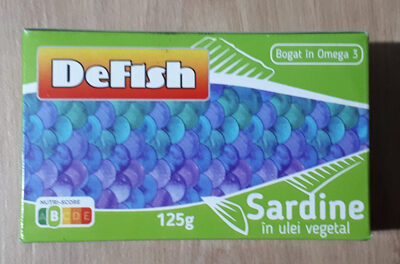 DeFish
Bogat în Omega 3
NUTRI-SCORE
A B C D E
125g
Sardine
în ulei vegetal